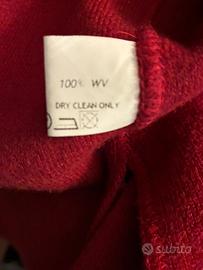 100% WV
DRY CLEAN ONLY
subito